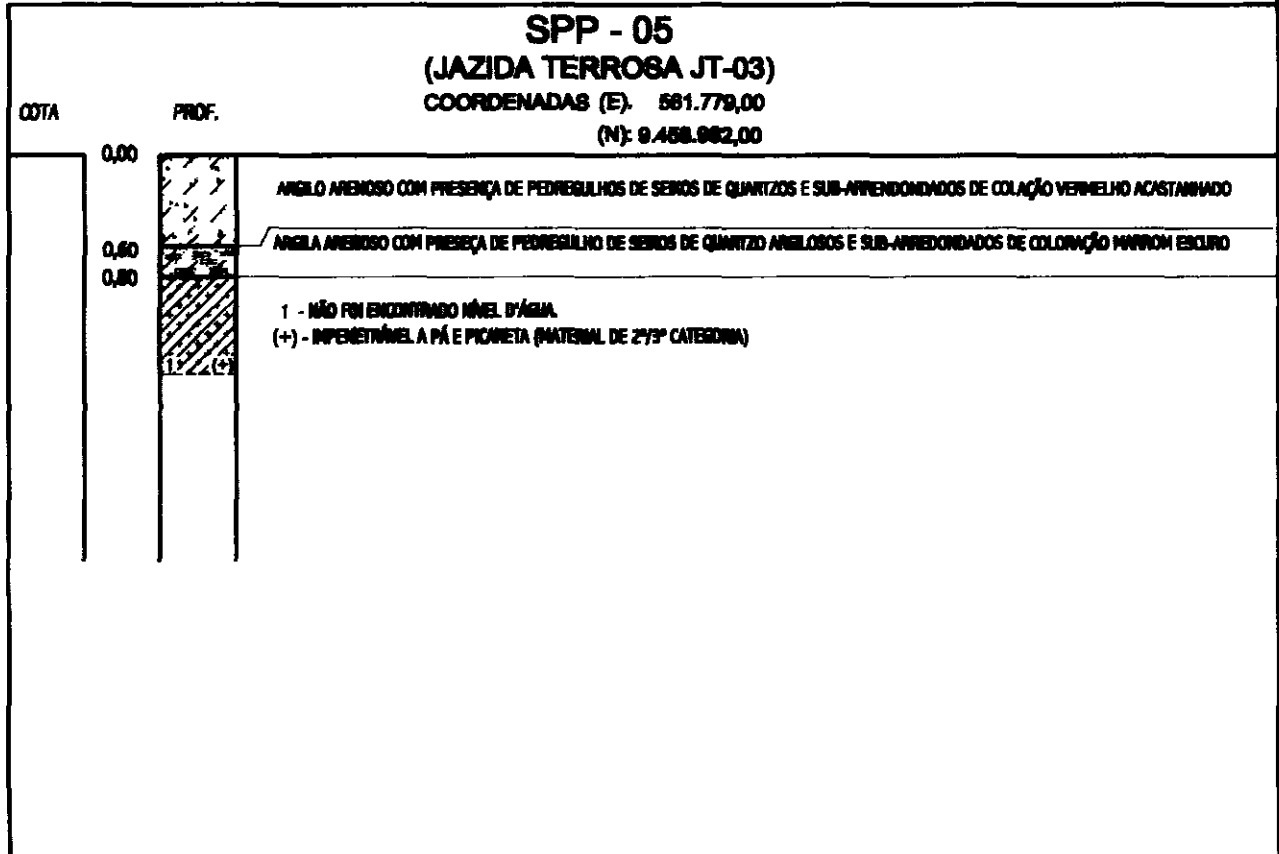 SPP - 05
(JAZIDA TERROSA JT-03)
COORDENADAS (E). 561.779,00
(N): 9.458.982,00
COTA PROF.
0,00
ARGILO ARENOSO COM PRESENÇA DE PEDREGULHOS DE SEIXOS DE QUARTZOS E SUB-ARRENDONDADOS DE COLAÇÃO VERMELHO ACASTANHADO
0,60
ARGILA ARENOSO COM PRESEÇA DE PEDREGULHO DE SEIXOS DE QUARTZO ARGILOSOS E SUB-ARREDONDADOS DE COLORAÇÃO MARROM ESCURO
0,80
1 - NÃO FOI ENCONTRADO NÍVEL D'ÁGUA.
(+) - IMPENETRÁVEL A PÁ E PICARETA (MATERIAL DE 2ª/3ª CATEGORIA)
1 (+)